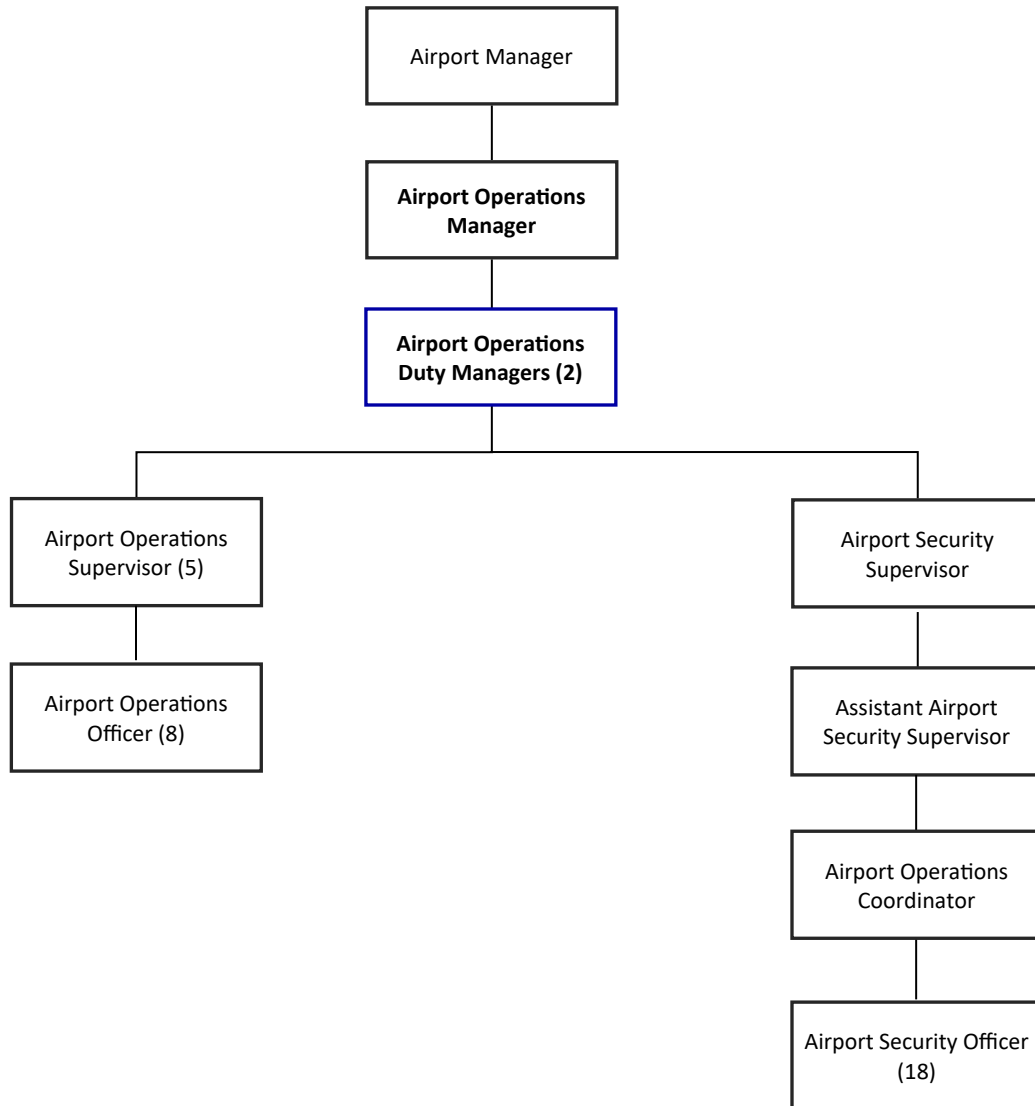 Airport Manager
Airport Operations
Manager
Airport Operations
Duty Managers (2)
Airport Operations
Supervisor (5)
Airport Security
Supervisor
Airport Operations
Officer (8)
Assistant Airport
Security Supervisor
Airport Operations
Coordinator
Airport Security Officer
(18)